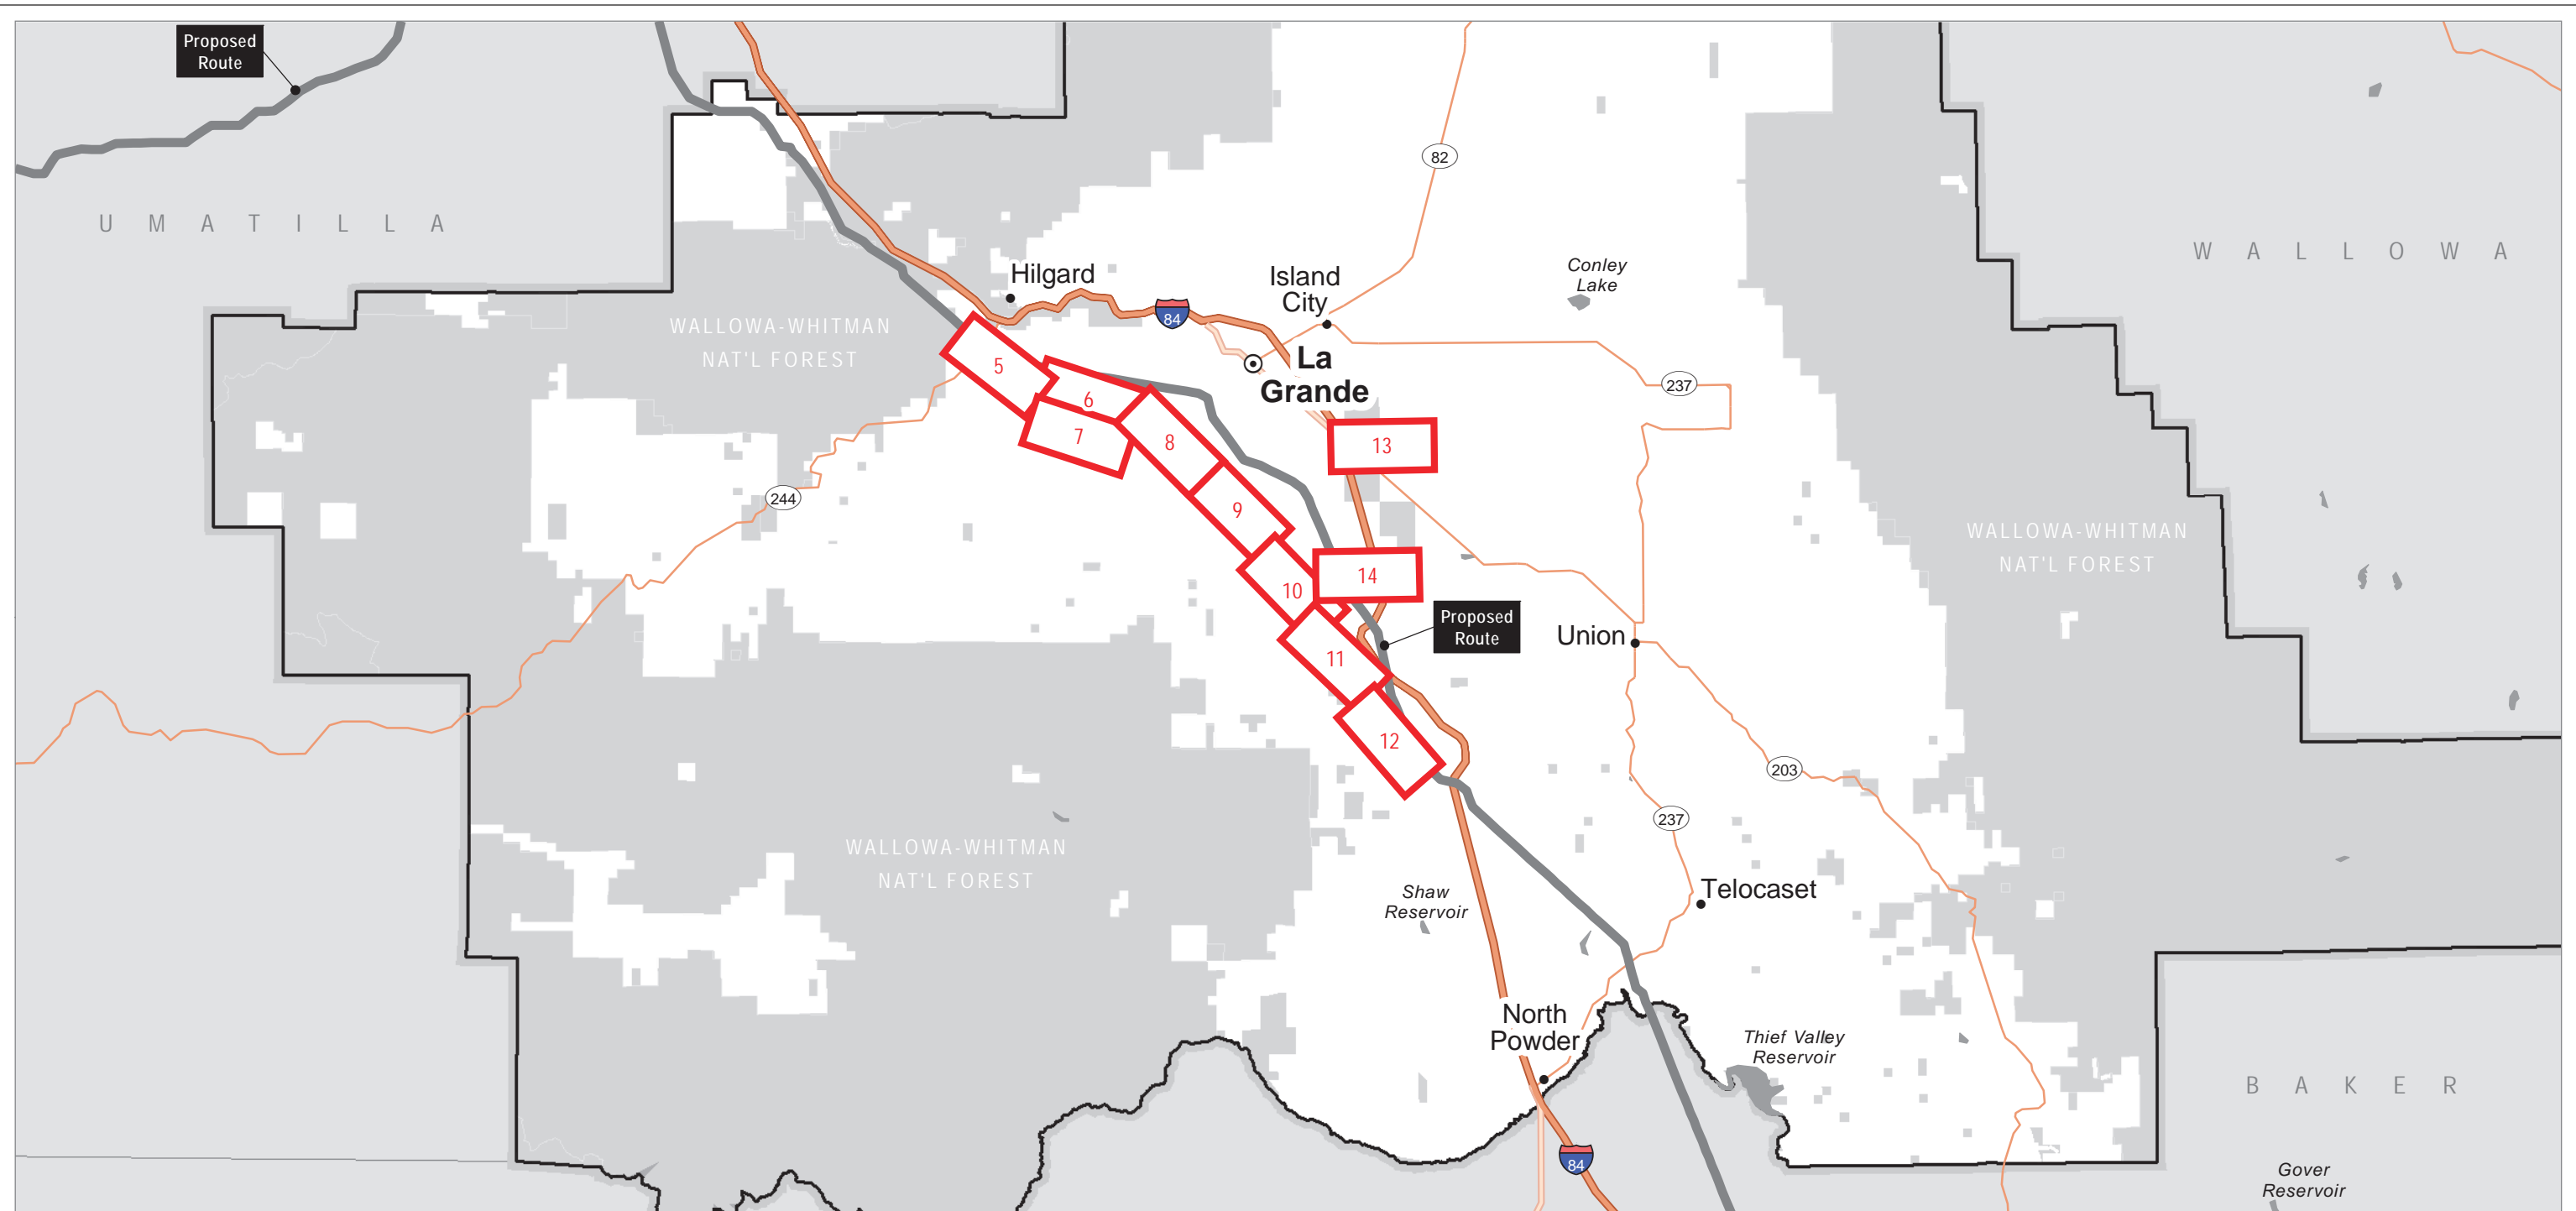 Proposed
Route
82
U M A T I L L A
W A L L O W A
Hilgard
Island
City
Conley
Lake
84
WALLOWA-WHITMAN
NAT'L FOREST
La
Grande
5
6
7
8
237
13
9
244
WALLOWA-WHITMAN
NAT'L FOREST
10
14
Proposed
Route
Union
11
12
203
237
WALLOWA-WHITMAN
NAT'L FOREST
Shaw
Reservoir
Telocaset
North
Powder
Thief Valley
Reservoir
B A K E R
84
Gover
Reservoir